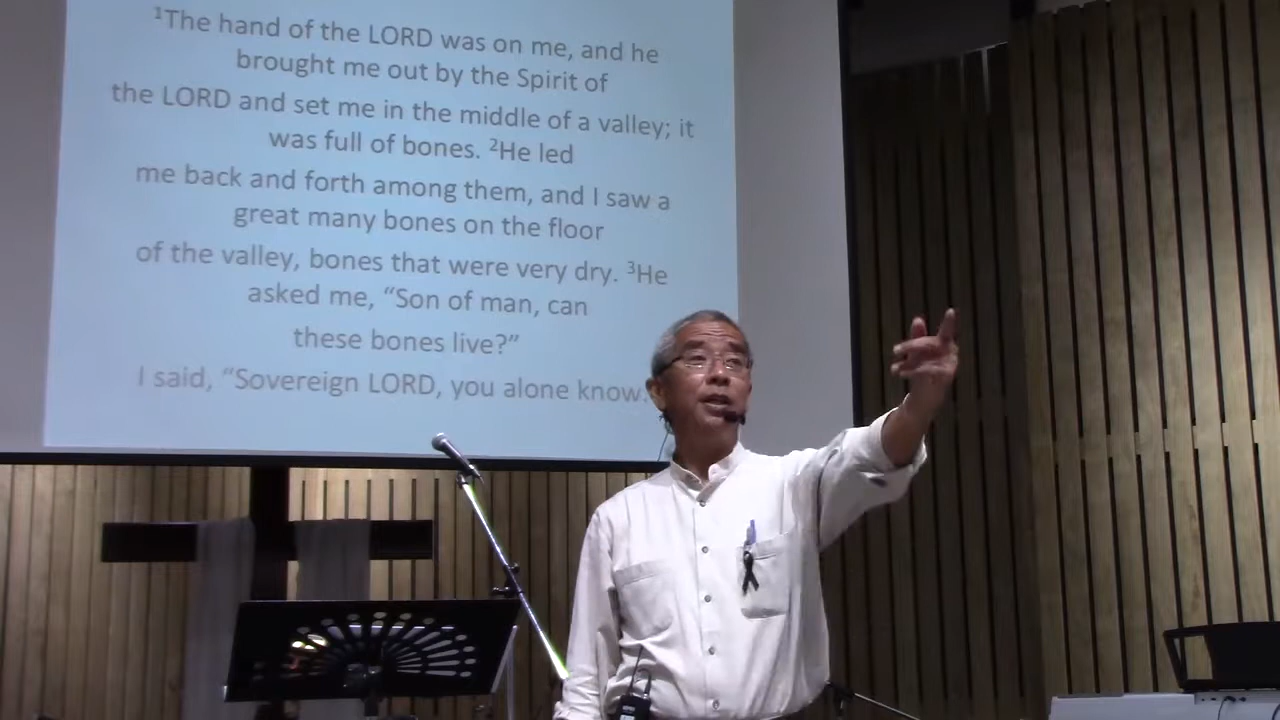 ¹The hand of the LORD was on me, and he
brought me out by the Spirit of
the LORD and set me in the middle of a valley; it
was full of bones. ²He led
me back and forth among them, and I saw a
great many bones on the floor
of the valley, bones that were very dry. ³He
asked me, “Son of man, can
these bones live?”
I said, “Sovereign LORD, you alone know.